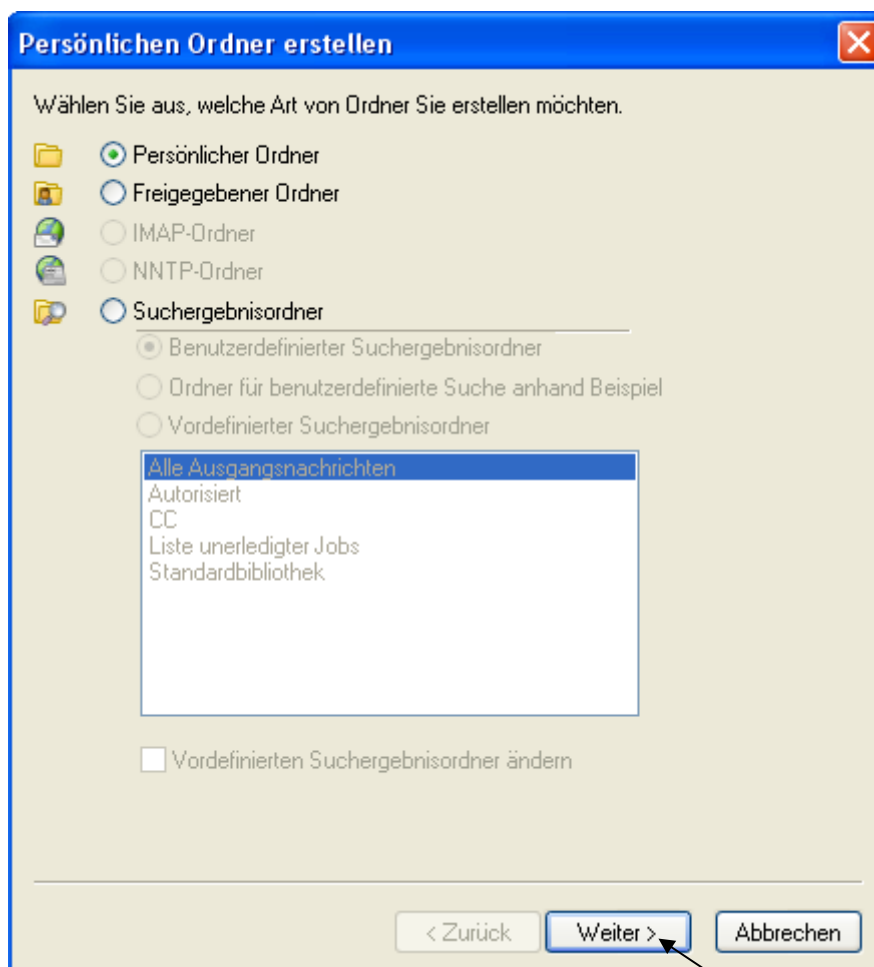 Persönlichen Ordner erstellen
Wählen Sie aus, welche Art von Ordner Sie erstellen möchten.
Persönlicher Ordner
Freigegebener Ordner
IMAP-Ordner
NNTP-Ordner
Suchergebnisordner
Benutzerdefinierter Suchergebnisordner
Ordner für benutzerdefinierte Suche anhand Beispiel
Vordefinierter Suchergebnisordner
Alle Ausgangsnachrichten
Autorisiert
CC
Liste unerledigter Jobs
Standardbibliothek
Vordefinierten Suchergebnisordner ändern
< Zurück Weiter > Abbrechen